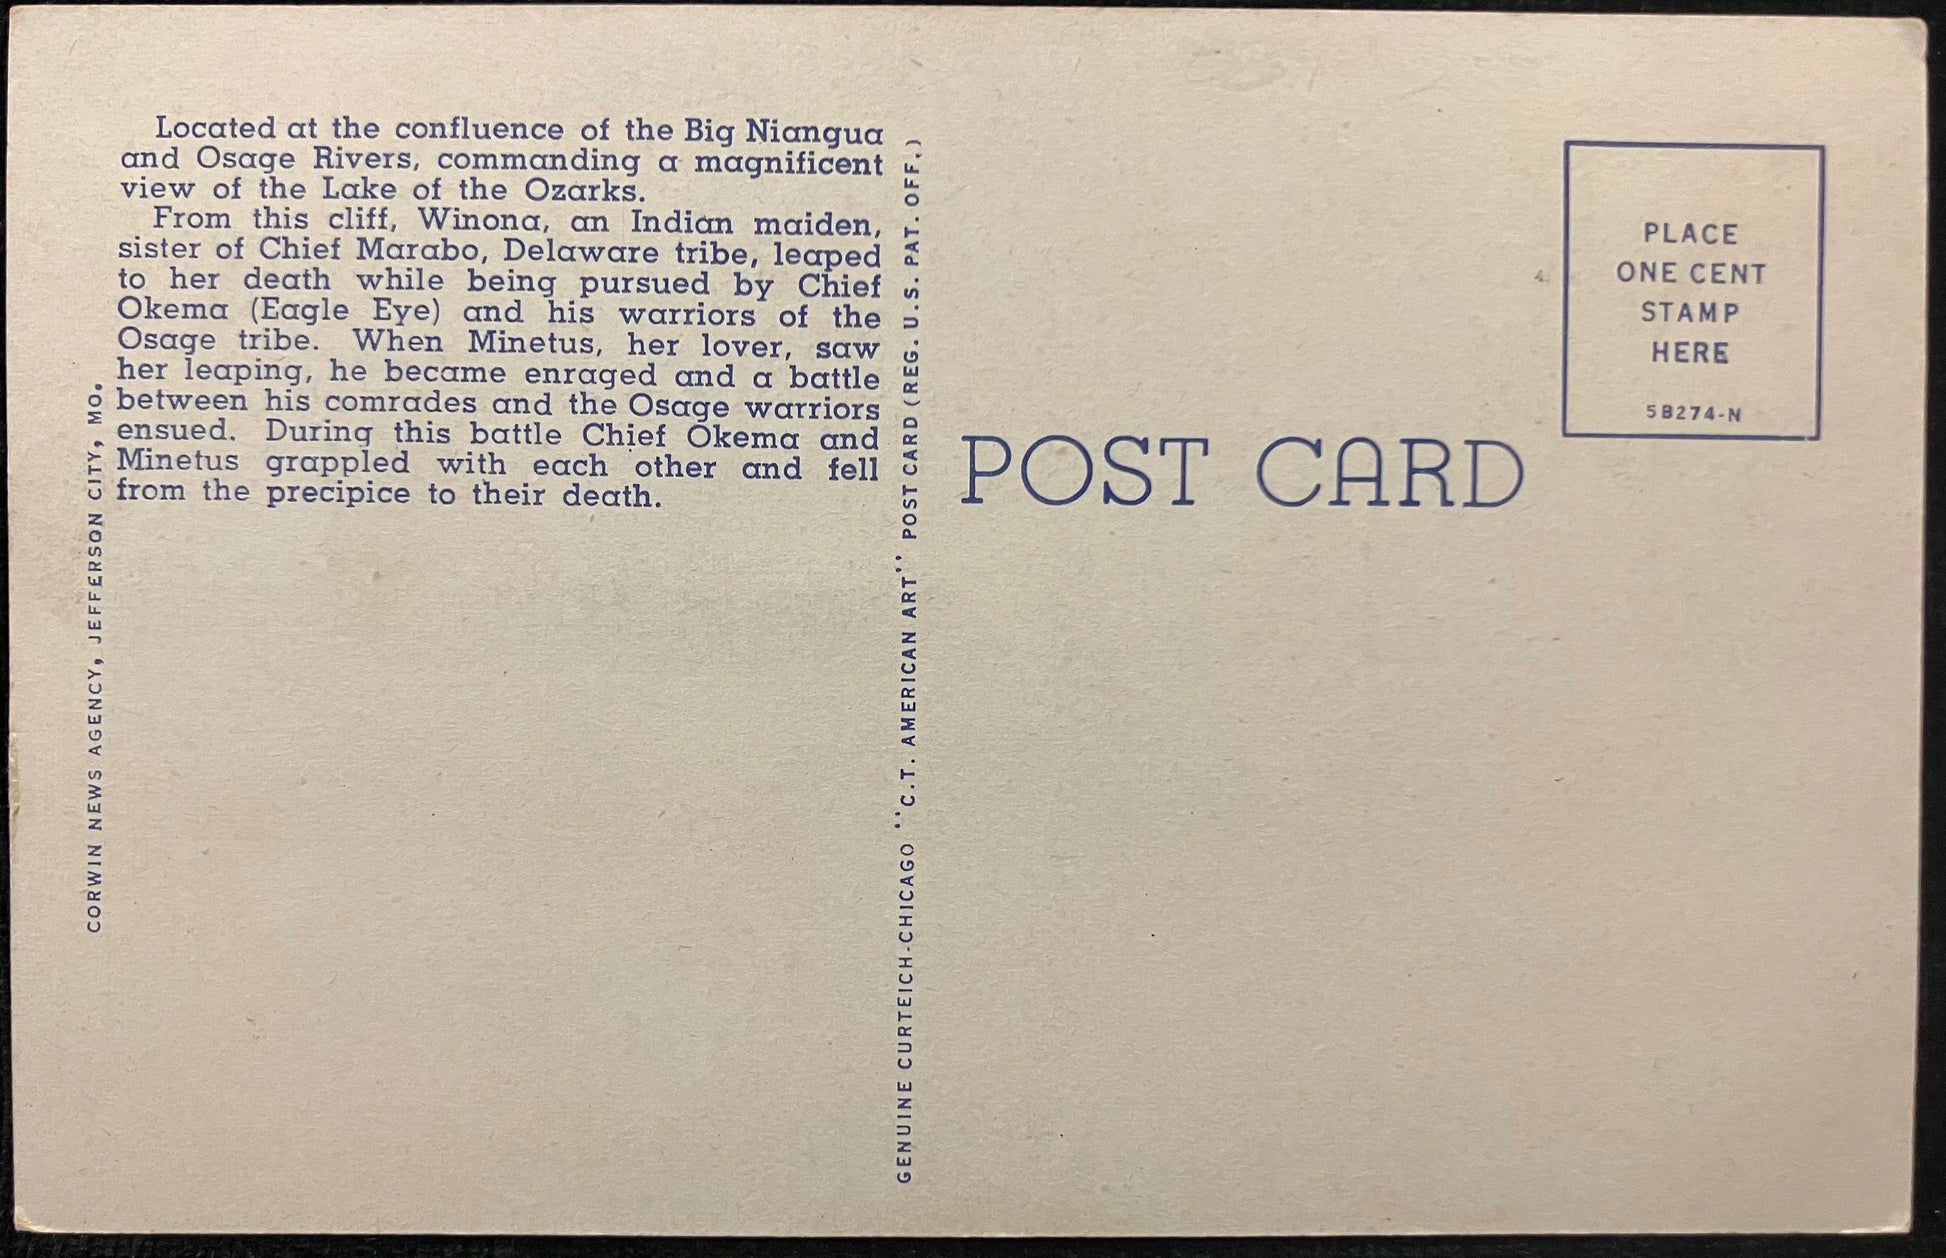 Located at the confluence of the Big Niangua
and Osage Rivers, commanding a magnificent
view of the Lake of the Ozarks.
From this cliff, Winona, an Indian maiden,
sister of Chief Marabo, Delaware tribe, leaped
to her death while being pursued by Chief
Okema (Eagle Eye) and his warriors of the
Osage tribe. When Minetus, her lover, saw
her leaping, he became enraged and a battle
between his comrades and the Osage warriors
ensued. During this battle Chief Okema and
Minetus grappled with each other and fell
from the precipice to their death.
CORWIN NEWS AGENCY, JEFFERSON CITY, MO.
GENUINE CURTEICH-CHICAGO "C.T. AMERICAN ART" POST CARD (REG. U.S. PAT. OFF.)
POST CARD
PLACE
ONE CENT
STAMP
HERE
5B274-N